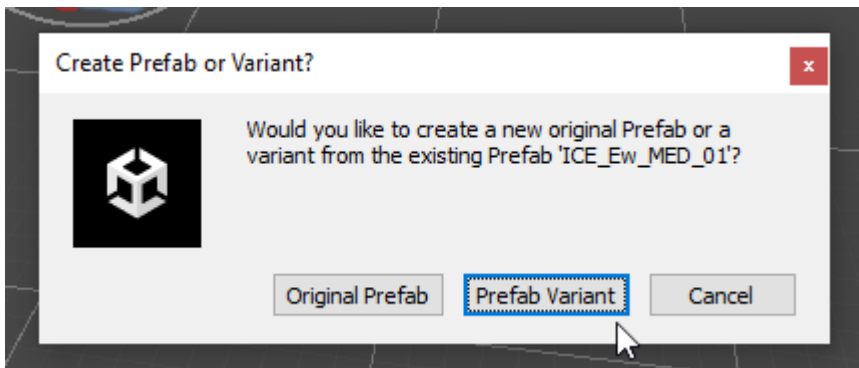 Create Prefab or Variant?
x
Would you like to create a new original Prefab or a
variant from the existing Prefab 'ICE_Ew_MED_01'?
Original Prefab
Prefab Variant
Cancel